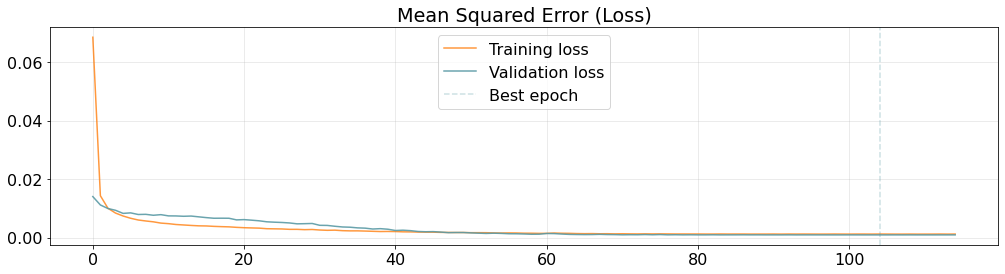 Mean Squared Error (Loss)
Training loss
Validation loss
Best epoch
0.06
0.04
0.02
0.00
0 20 40 60 80 100